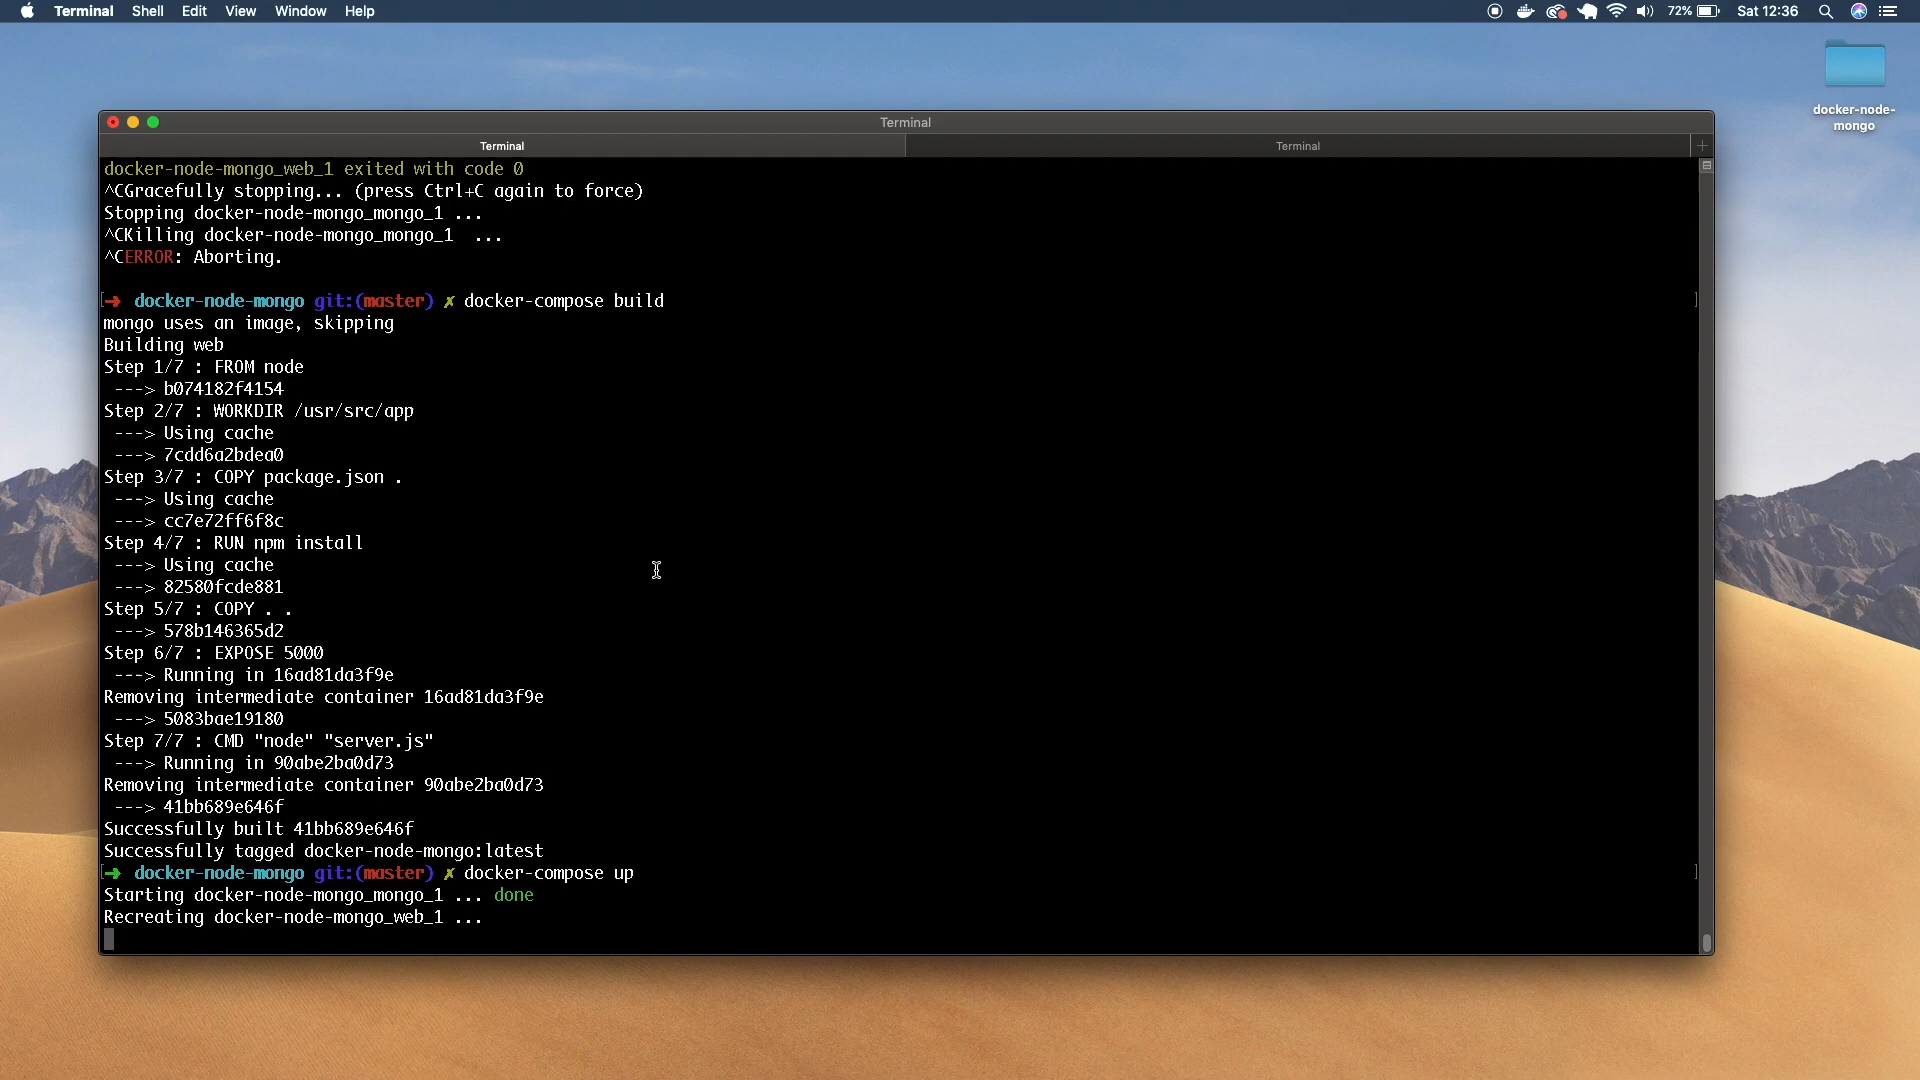 Terminal Shell Edit View Window Help 72% Sat 12:36
docker-node-
mongo
Terminal
Terminal Terminal +
docker-node-mongo_web_1 exited with code 0
^CGracefully stopping... (press Ctrl+C again to force)
Stopping docker-node-mongo_mongo_1 ...
^CKilling docker-node-mongo_mongo_1  ...
^CERROR: Aborting.
[→ docker-node-mongo git:(master) ✗ docker-compose build ]
mongo uses an image, skipping
Building web
Step 1/7 : FROM node
 ---> b074182f4154
Step 2/7 : WORKDIR /usr/src/app
 ---> Using cache
 ---> 7cdd6a2bdea0
Step 3/7 : COPY package.json .
 ---> Using cache
 ---> cc7e72ff6f8c
Step 4/7 : RUN npm install
 ---> Using cache
 ---> 82580fcde881
Step 5/7 : COPY . .
 ---> 578b146365d2
Step 6/7 : EXPOSE 5000
 ---> Running in 16ad81da3f9e
Removing intermediate container 16ad81da3f9e
 ---> 5083bae19180
Step 7/7 : CMD "node" "server.js"
 ---> Running in 90abe2ba0d73
Removing intermediate container 90abe2ba0d73
 ---> 41bb689e646f
Successfully built 41bb689e646f
Successfully tagged docker-node-mongo:latest
[→ docker-node-mongo git:(master) ✗ docker-compose up ]
Starting docker-node-mongo_mongo_1 ... done
Recreating docker-node-mongo_web_1 ...